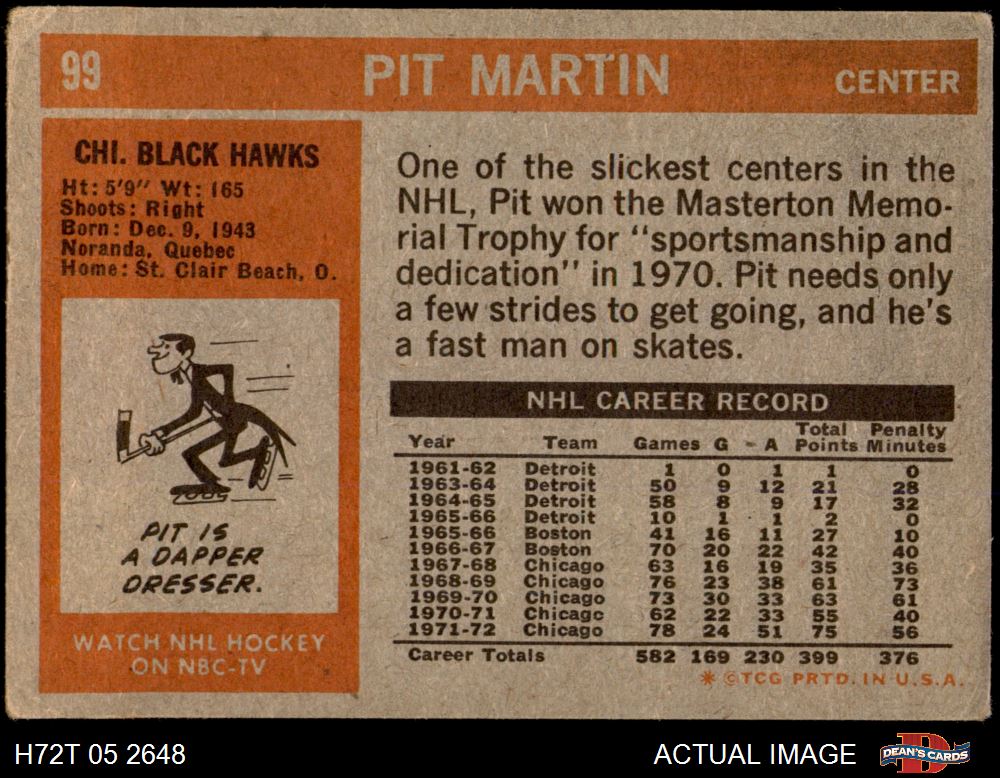 99 PIT MARTIN CENTER
CHI. BLACK HAWKS
Ht: 5'9" Wt: 165
Shoots: Right
Born: Dec. 9, 1943
Noranda, Quebec
Home: St. Clair Beach, O.
PIT IS
A DAPPER
DRESSER.
WATCH NHL HOCKEY
ON NBC-TV
One of the slickest centers in the
NHL, Pit won the Masterton Memo-
rial Trophy for "sportsmanship and
dedication" in 1970. Pit needs only
a few strides to get going, and he's
a fast man on skates.
NHL CAREER RECORD
Total Penalty
Year Team Games G - A Points Minutes
1961-62 Detroit 1 0 1 1 0
1963-64 Detroit 50 9 12 21 28
1964-65 Detroit 58 8 9 17 32
1965-66 Detroit 10 1 1 2 0
1965-66 Boston 41 16 11 27 10
1966-67 Boston 70 20 22 42 40
1967-68 Chicago 63 16 19 35 36
1968-69 Chicago 76 23 38 61 73
1969-70 Chicago 73 30 33 63 61
1970-71 Chicago 62 22 33 55 40
1971-72 Chicago 78 24 51 75 56
Career Totals 582 169 230 399 376
* ©TCG PRTD. IN U.S.A.
H72T 05 2648 ACTUAL IMAGE DEAN'S CARDS